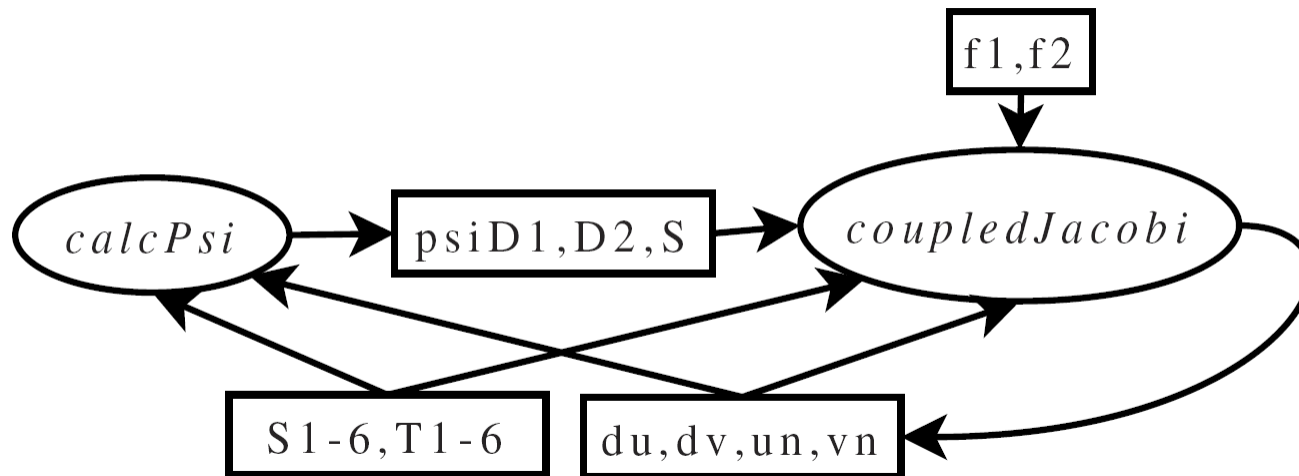 f1,f2
calcPsi
psiD1,D2,S
coupledJacobi
S1-6,T1-6
du,dv,un,vn